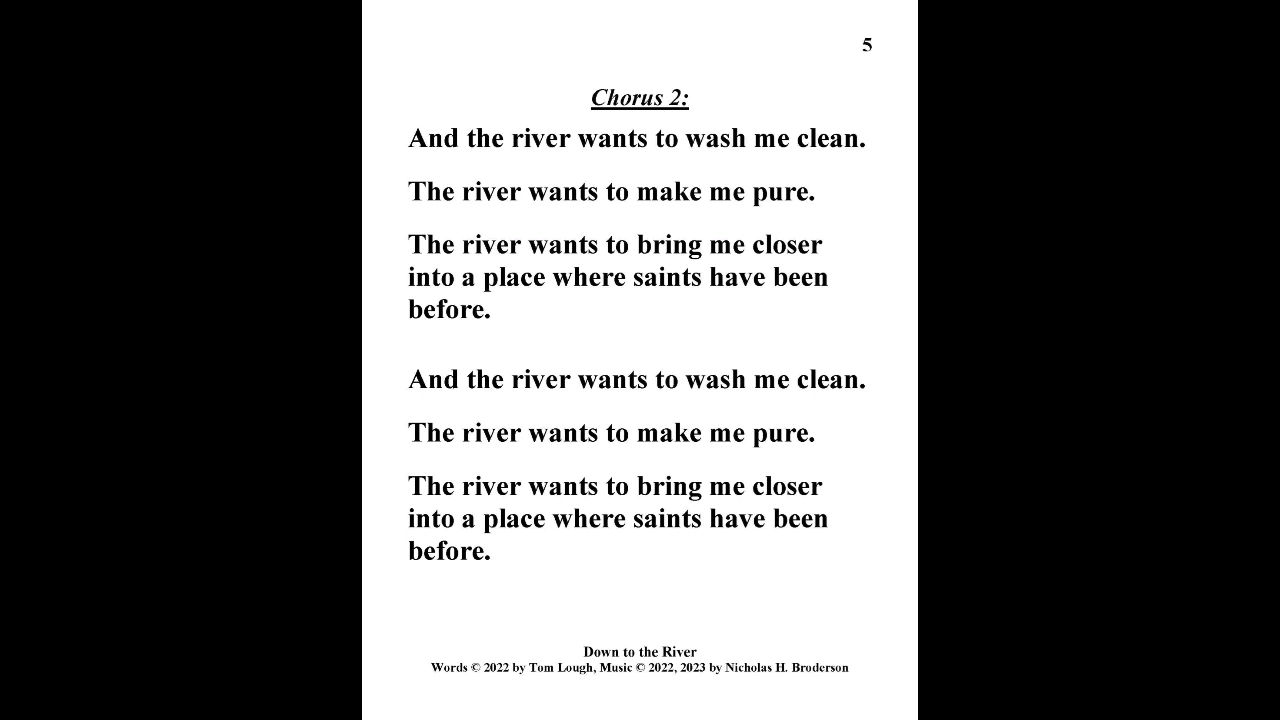 5
Chorus 2:
And the river wants to wash me clean.
The river wants to make me pure.
The river wants to bring me closer
into a place where saints have been
before.
And the river wants to wash me clean.
The river wants to make me pure.
The river wants to bring me closer
into a place where saints have been
before.
Down to the River
Words © 2022 by Tom Lough, Music © 2022, 2023 by Nicholas H. Broderson